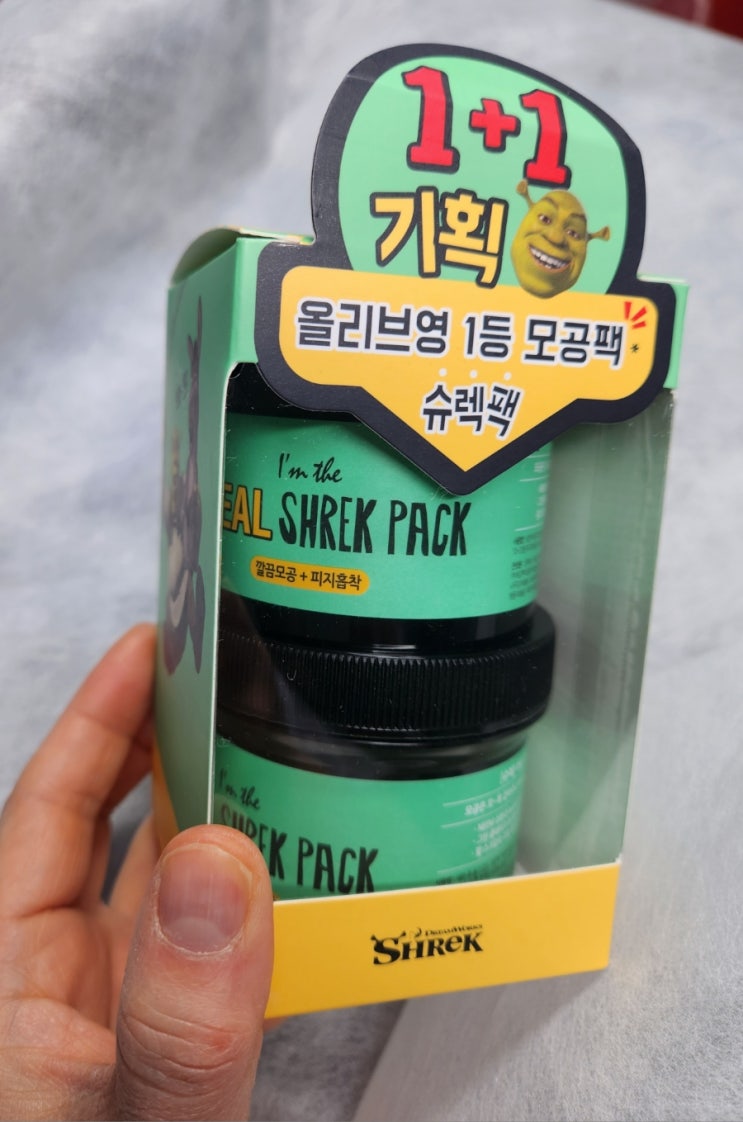 1+1
기획
올리브영 1등 모공팩*
슈렉팩
I'm the
EAL SHREK PACK
깔끔모공 + 피지흡착
I'm the
SHREK PACK
DREAMWORKS
SHREK